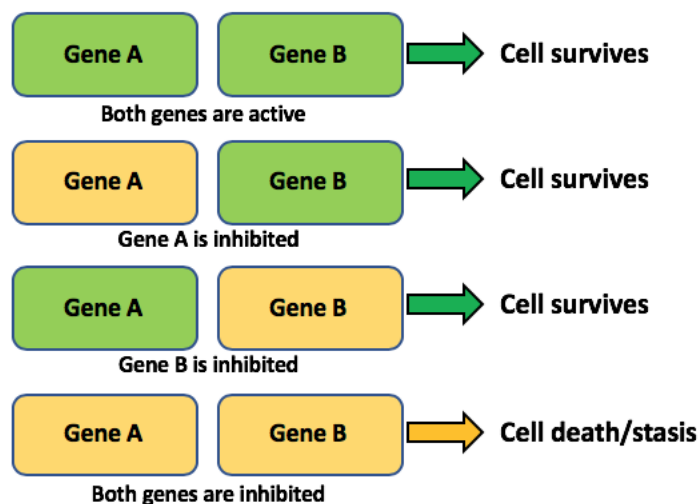 Gene A Gene B Cell survives
Both genes are active
Gene A Gene B Cell survives
Gene A is inhibited
Gene A Gene B Cell survives
Gene B is inhibited
Gene A Gene B Cell death/stasis
Both genes are inhibited